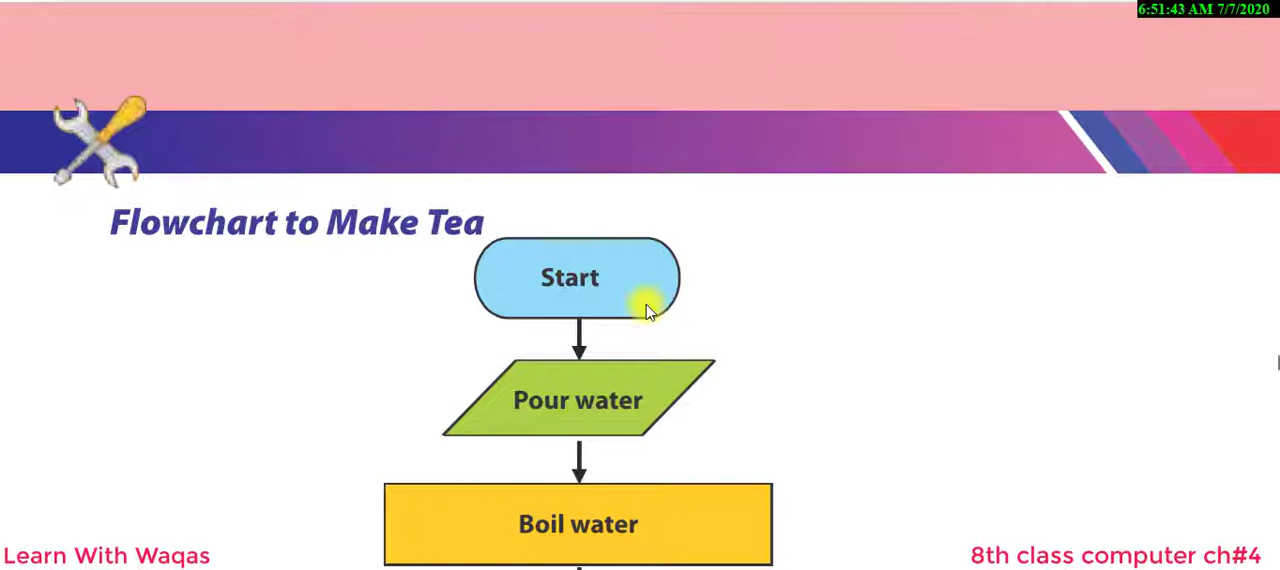 6:51:43 AM 7/7/2020
Flowchart to Make Tea
Start
Pour water
Boil water
Learn With Waqas
8th class computer ch#4